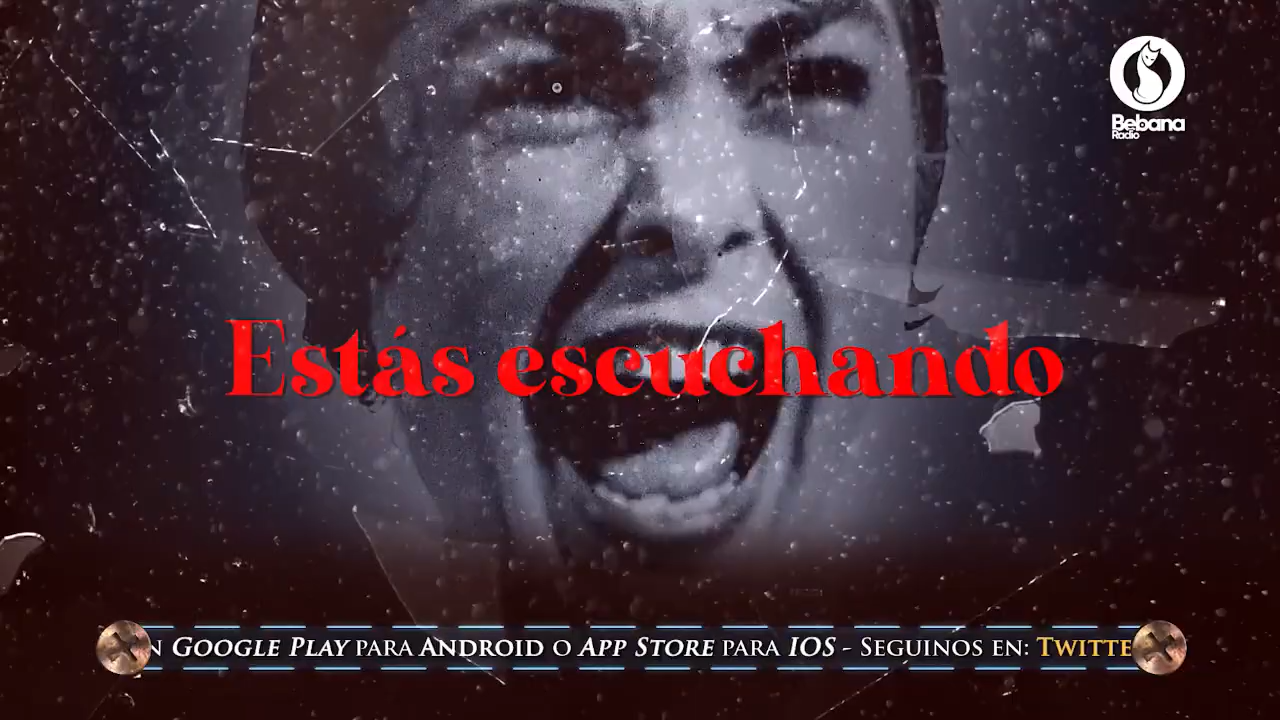 Bebana
Radio
Estás escuchando
N GOOGLE PLAY PARA ANDROID O APP STORE PARA IOS - SEGUINOS EN: TWITTE